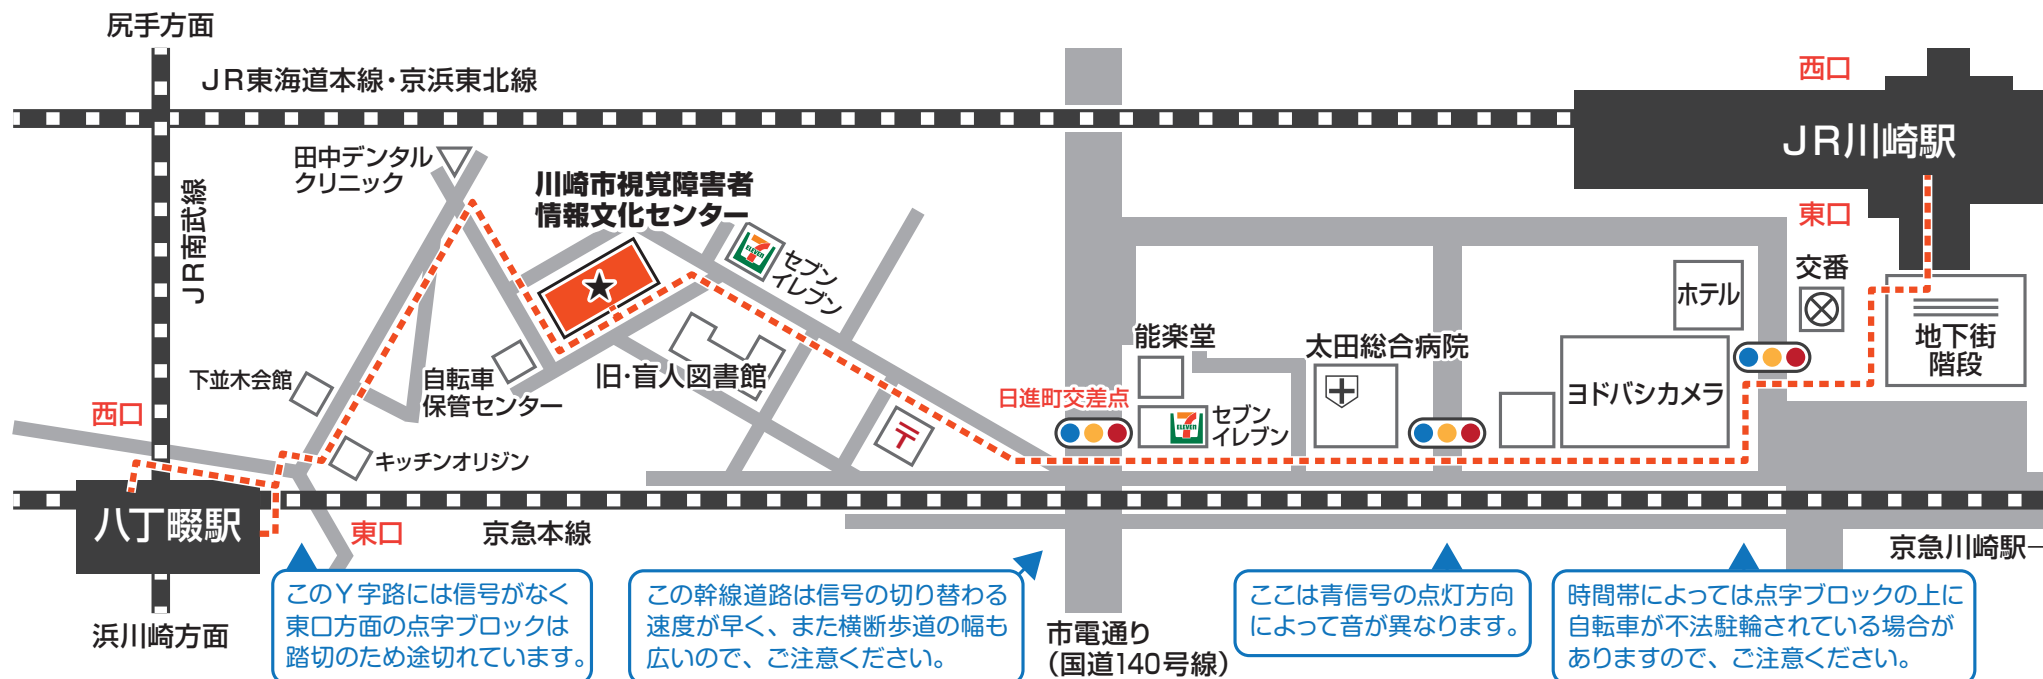 尻手方面
JR東海道本線・京浜東北線
西口
JR川崎駅
田中デンタル
クリニック
川崎市視覚障害者
情報文化センター
JR南武線
東口
セブン
イレブン
ELEVEN
交番
ホテル
地下街
階段
能楽堂
太田総合病院
ヨドバシカメラ
下並木会館
自転車
保管センター
旧・盲人図書館
日進町交差点
西口
セブン
イレブン
ELEVEN
キッチンオリジン
八丁畷駅
東口
京急本線
京急川崎駅
このY字路には信号がなく
東口方面の点字ブロックは
踏切のため途切れています。
この幹線道路は信号の切り替わる
速度が早く、また横断歩道の幅も
広いので、ご注意ください。
ここは青信号の点灯方向
によって音が異なります。
時間帯によっては点字ブロックの上に
自転車が不法駐輪されている場合が
ありますので、ご注意ください。
浜川崎方面
市電通り
(国道140号線)